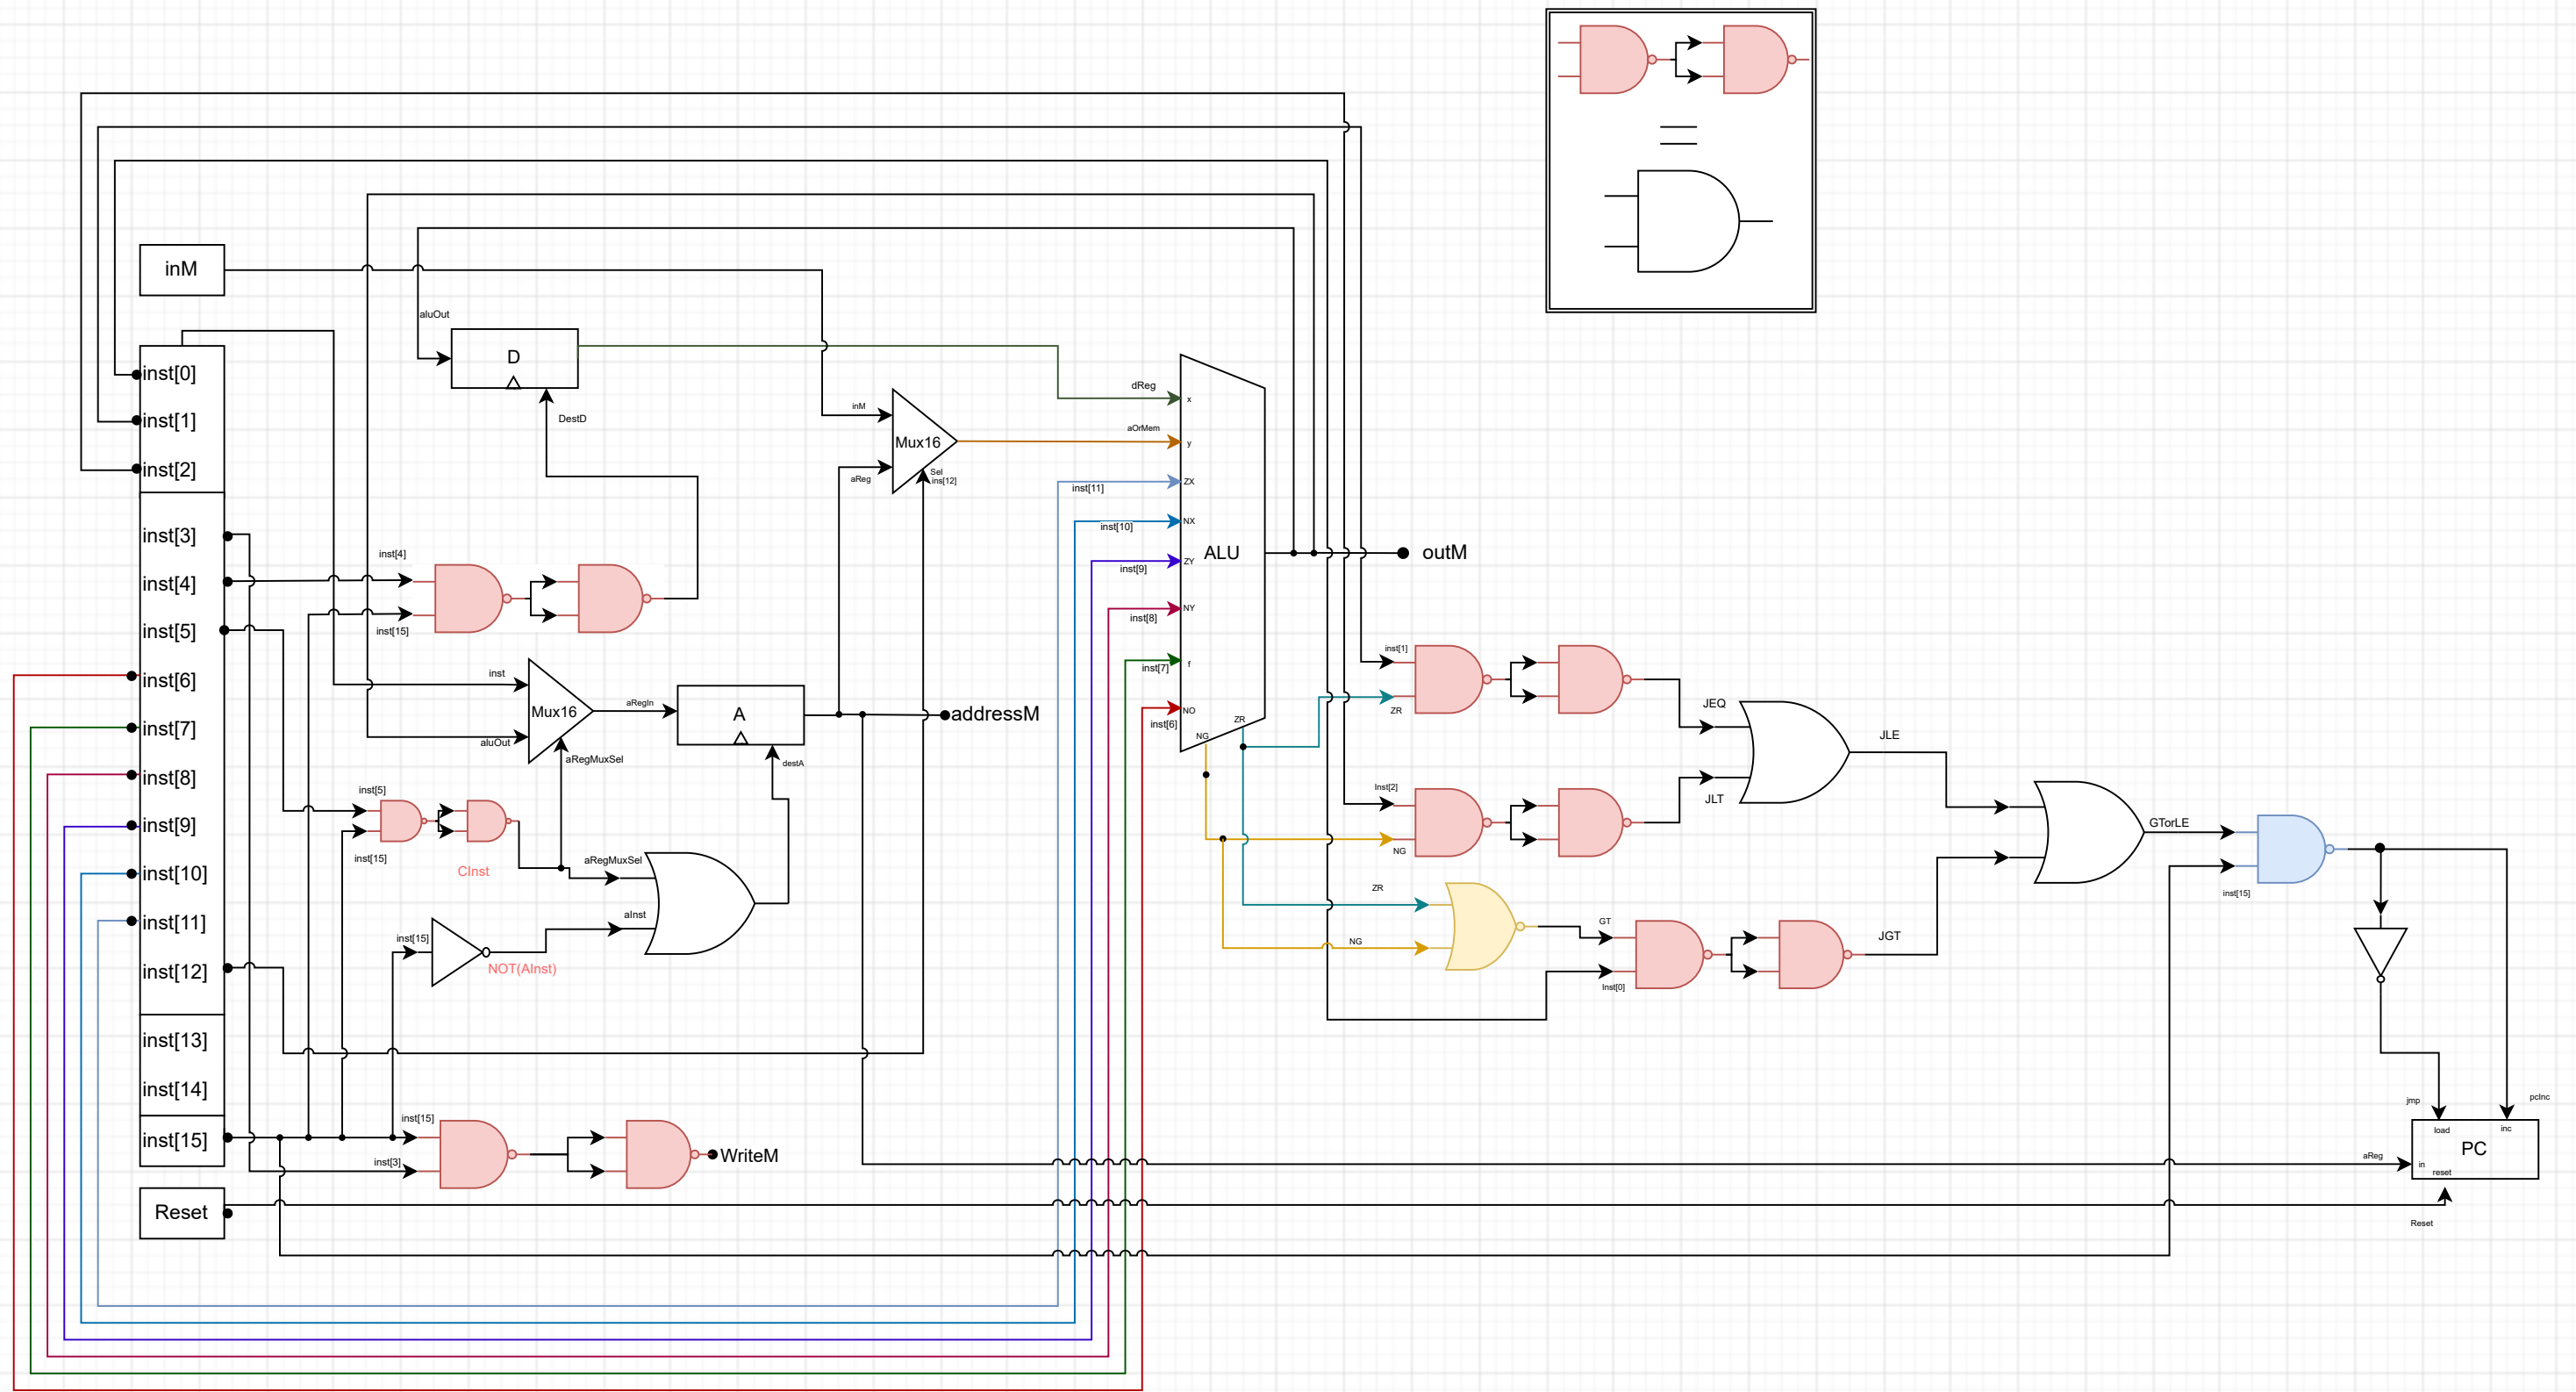 inM
aluOut
D
DestD
inst[0]
inst[1]
inst[2]
inst[3]
inst[4]
inst[5]
inst[6]
inst[7]
inst[8]
inst[9]
inst[10]
inst[11]
inst[12]
inst[13]
inst[14]
inst[15]
Reset
inst[4]
inst[15]
inst
Mux16
aluOut
aRegMuxSel
aRegIn
A
destA
addressM
inst[5]
inst[15]
CInst
aRegMuxSel
aInst
inst[15]
NOT(AInst)
inst[15]
inst[3]
WriteM
inM
Mux16
aReg
Sel
ins[12]
dReg
aOrMem
inst[11]
inst[10]
inst[9]
inst[8]
inst[7]
inst[6]
x
y
ZX
NX
ZY
NY
f
NO
ALU
ZR
NG
outM
inst[1]
ZR
Inst[2]
NG
ZR
NG
GT
Inst[0]
JEQ
JLT
JLE
JGT
GTorLE
inst[15]
jmp
pcInc
load
inc
PC
aReg
in
reset
Reset